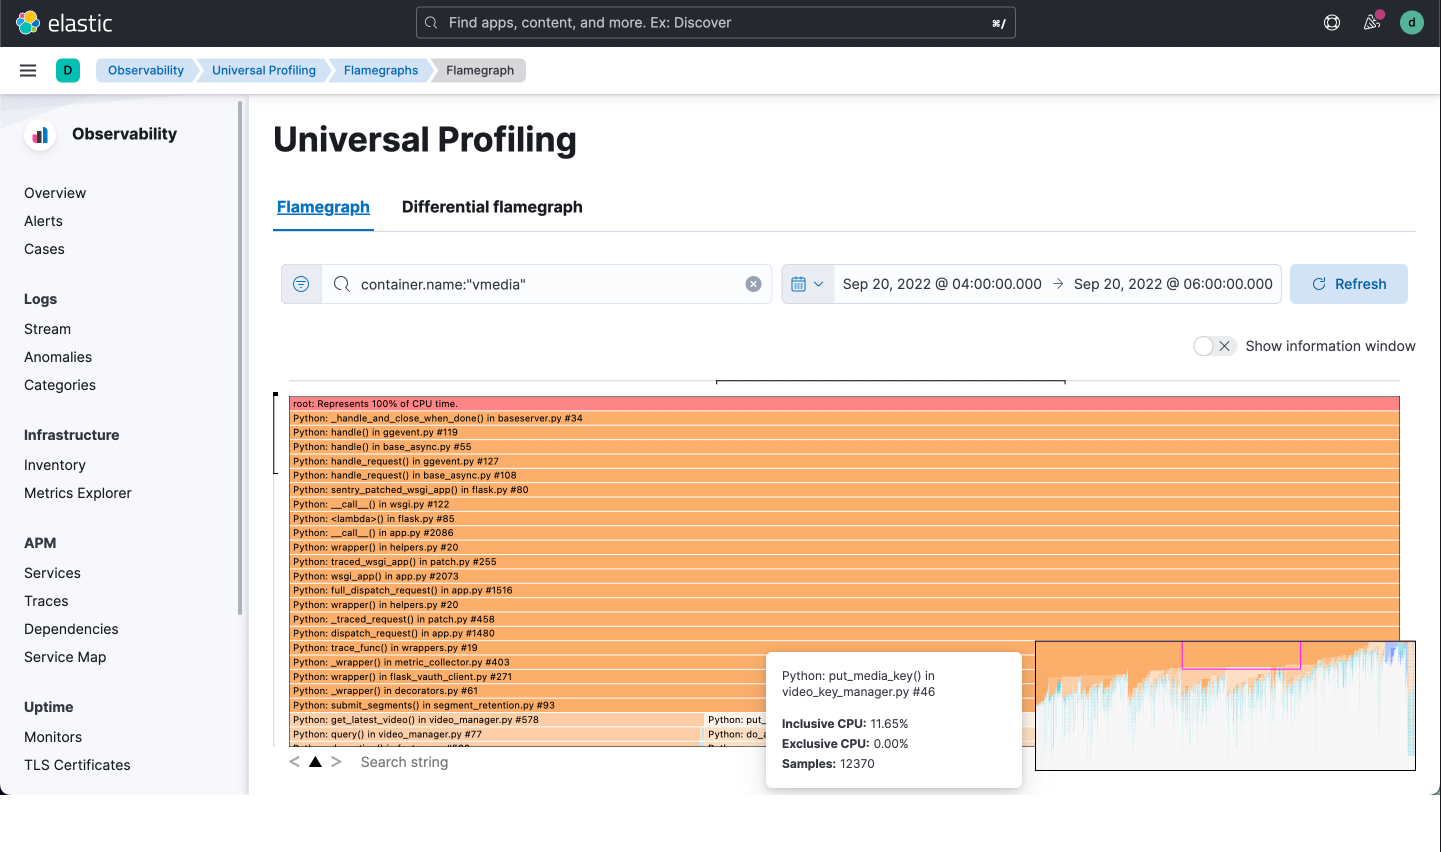 elastic
Find apps, content, and more. Ex: Discover
⌘/
d
D
Observability
Universal Profiling
Flamegraphs
Flamegraph
Observability
Overview
Alerts
Cases
Logs
Stream
Anomalies
Categories
Infrastructure
Inventory
Metrics Explorer
APM
Services
Traces
Dependencies
Service Map
Uptime
Monitors
TLS Certificates
Universal Profiling
Flamegraph
Differential flamegraph
container.name:"vmedia"
Sep 20, 2022 @ 04:00:00.000 → Sep 20, 2022 @ 06:00:00.000
Refresh
Show information window
root: Represents 100% of CPU time.
Python: _handle_and_close_when_done() in baseserver.py #34
Python: handle() in ggevent.py #119
Python: handle() in base_async.py #55
Python: handle_request() in ggevent.py #127
Python: handle_request() in base_async.py #108
Python: sentry_patched_wsgi_app() in flask.py #80
Python: __call__() in wsgi.py #122
Python: <lambda>() in flask.py #85
Python: __call__() in app.py #2086
Python: wrapper() in helpers.py #20
Python: traced_wsgi_app() in patch.py #255
Python: wsgi_app() in app.py #2073
Python: full_dispatch_request() in app.py #1516
Python: wrapper() in helpers.py #20
Python: _traced_request() in patch.py #458
Python: dispatch_request() in app.py #1480
Python: trace_func() in wrappers.py #19
Python: _wrapper() in metric_collector.py #403
Python: wrapper() in flask_vauth_client.py #271
Python: _wrapper() in decorators.py #61
Python: submit_segments() in segment_retention.py #93
Python: get_latest_video() in video_manager.py #578
Python: put_
Python: query() in video_manager.py #77
Python: do_a
Python: put_media_key() in
video_key_manager.py #46
Inclusive CPU: 11.65%
Exclusive CPU: 0.00%
Samples: 12370
< ▲ > Search string